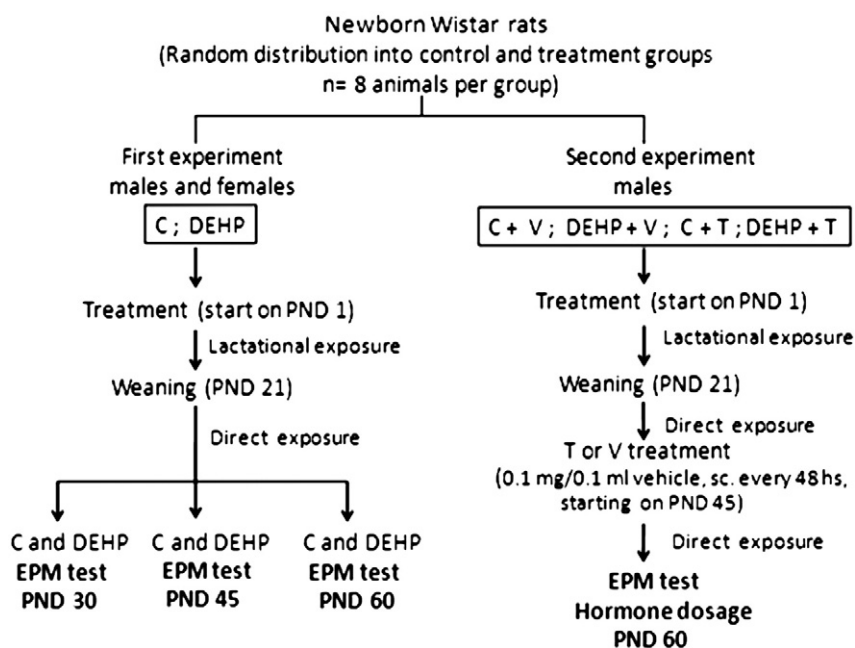 Newborn Wistar rats
(Random distribution into control and treatment groups
n= 8 animals per group)
First experiment
males and females
C ; DEHP
Treatment (start on PND 1)
Lactational exposure
Weaning (PND 21)
Direct exposure
C and DEHP
EPM test
PND 30
C and DEHP
EPM test
PND 45
C and DEHP
EPM test
PND 60
Second experiment
males
C + V ; DEHP + V ; C + T ; DEHP + T
Treatment (start on PND 1)
Lactational exposure
Weaning (PND 21)
Direct exposure
T or V treatment
(0.1 mg/0.1 ml vehicle, sc. every 48 hs,
starting on PND 45)
Direct exposure
EPM test
Hormone dosage
PND 60